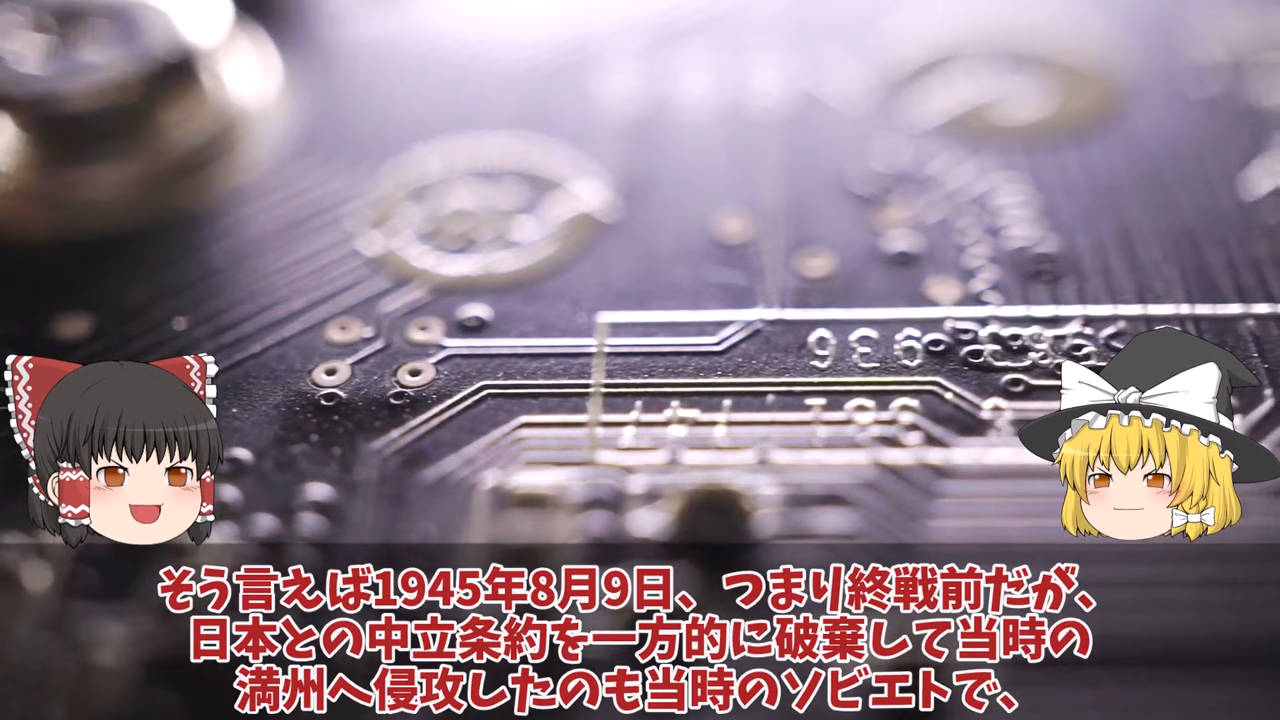 そう言えば1945年8月9日、つまり終戦前だが、
日本との中立条約を一方的に破棄して当時の
満州へ侵攻したのも当時のソビエトで、